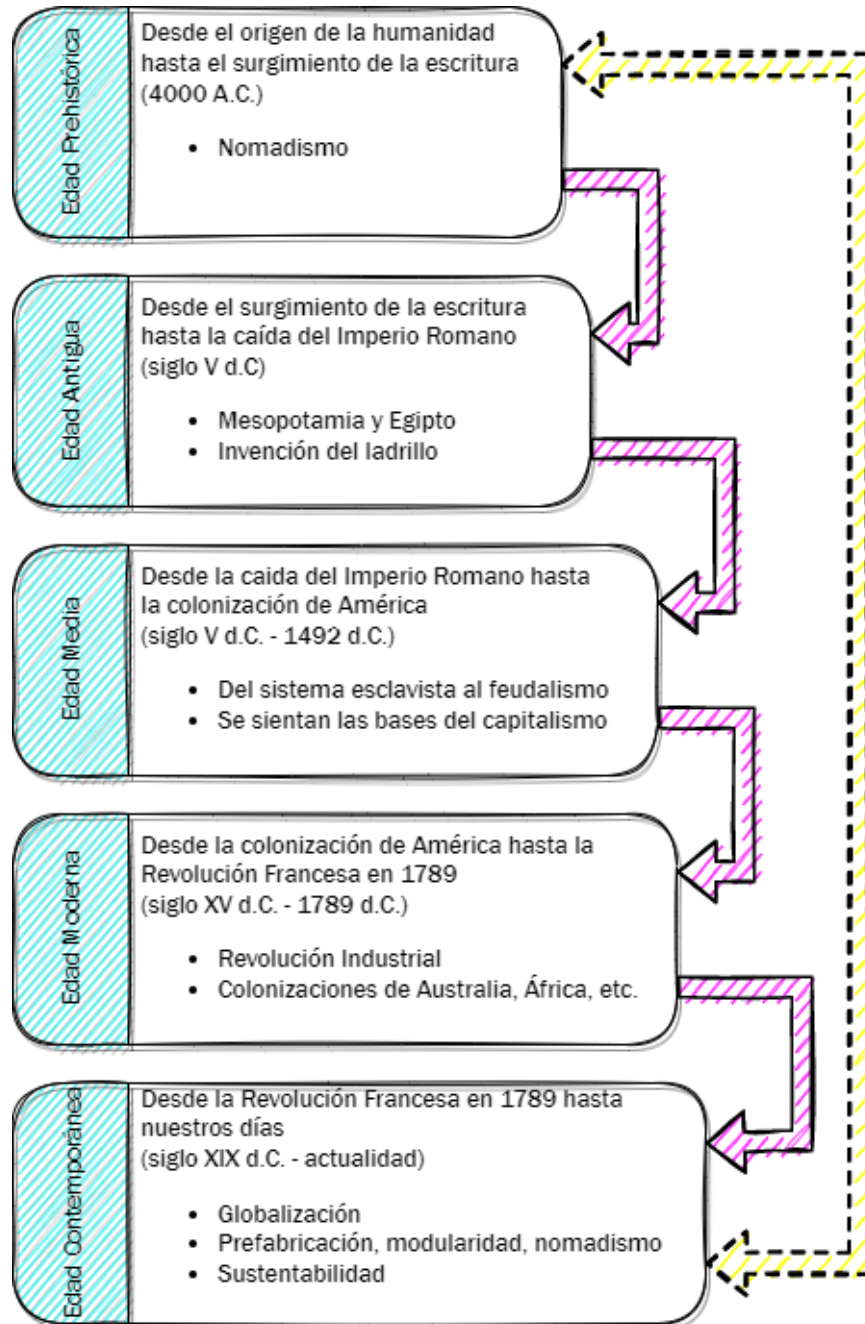 Edad Prehistórica
Desde el origen de la humanidad
hasta el surgimiento de la escritura
(4000 A.C.)
• Nomadismo
Edad Antigua
Desde el surgimiento de la escritura
hasta la caída del Imperio Romano
(siglo V d.C)
• Mesopotamia y Egipto
• Invención del ladrillo
Edad Media
Desde la caida del Imperio Romano hasta
la colonización de América
(siglo V d.C. - 1492 d.C.)
• Del sistema esclavista al feudalismo
• Se sientan las bases del capitalismo
Edad Moderna
Desde la colonización de América hasta la
Revolución Francesa en 1789
(siglo XV d.C. - 1789 d.C.)
• Revolución Industrial
• Colonizaciones de Australia, África, etc.
Edad Contemporánea
Desde la Revolución Francesa en 1789 hasta
nuestros días
(siglo XIX d.C. - actualidad)
• Globalización
• Prefabricación, modularidad, nomadismo
• Sustentabilidad